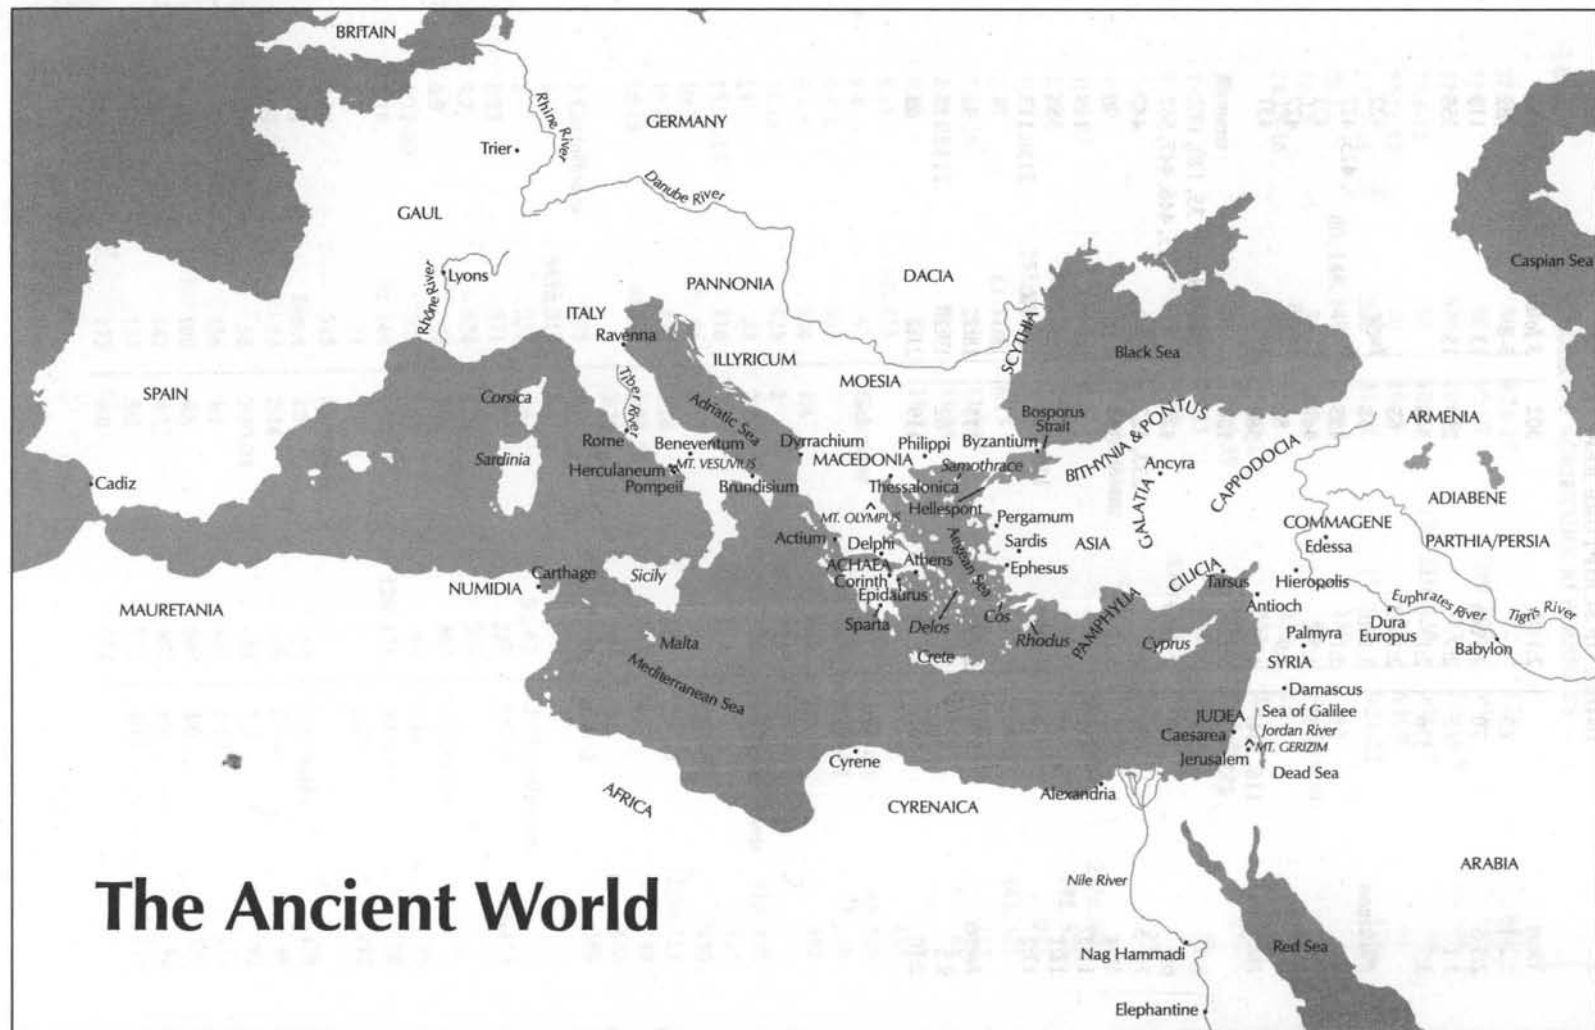 BRITAIN
Rhine River
GERMANY
Trier
Danube River
GAUL
Caspian Sea
Lyons
Rhône River
PANNONIA
DACIA
ITALY
Ravenna
SCYTHIA
Black Sea
ILLYRICUM
MOESIA
SPAIN
Corsica
Tiber River
Adriatic Sea
Bosporus
Strait
BITHYNIA & PONTUS
ARMENIA
Rome
Beneventum
Dyrrachium
Philippi
Byzantium
Sardinia
Herculaneum
MT. VESUVIUS
MACEDONIA
Samothrace
Ancyra
CAPPODOCIA
Cadiz
Pompeii
Brundisium
Thessalonica
GALATIA
ADIABENE
Hellespont
MT. OLYMPUS
Pergamum
COMMAGENE
Actium
Delphi
Aegean Sea
Sardis
ASIA
Edessa
PARTHIA/PERSIA
ACHAEA
Athens
Ephesus
CILICIA
Carthage
Sicily
Corinth
Tarsus
Hieropolis
NUMIDIA
Epidaurus
Antioch
Euphrates River
Tigris River
MAURETANIA
Sparta
Delos
Cos
PAMPHYLIA
Dura
Europus
Malta
Rhodus
Cyprus
Palmyra
Babylon
Crete
SYRIA
Mediterranean Sea
Damascus
JUDEA
Sea of Galilee
Caesarea
Jordan River
MT. GERIZIM
Cyrene
Jerusalem
Dead Sea
AFRICA
CYRENAICA
Alexandria
ARABIA
The Ancient World
Nile River
Nag Hammadi
Red Sea
Elephantine